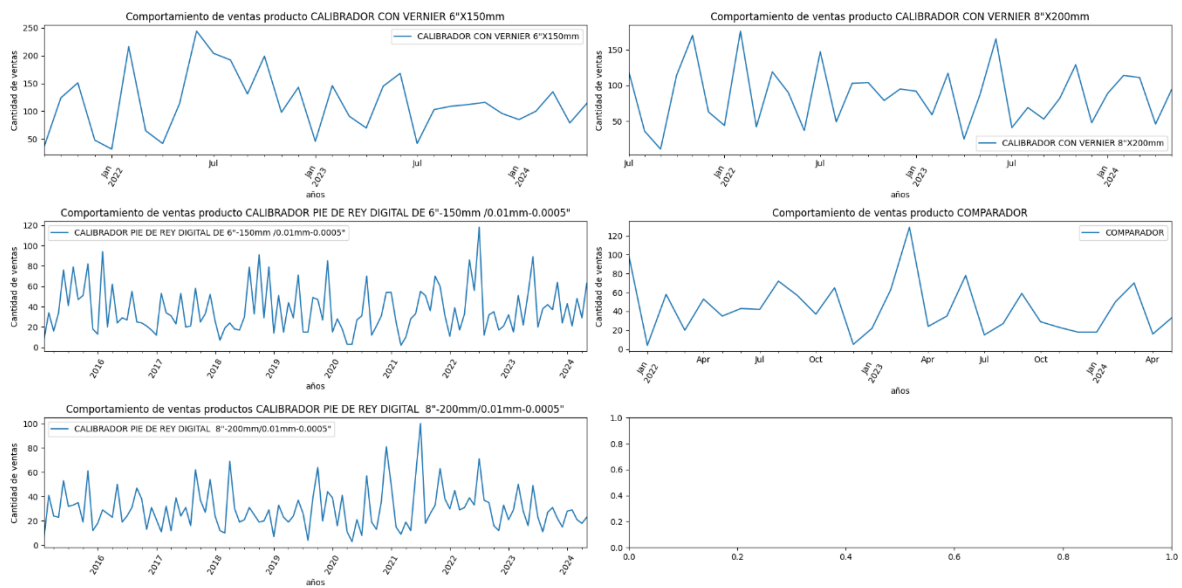 Comportamiento de ventas producto CALIBRADOR CON VERNIER 6"X150mm
CALIBRADOR CON VERNIER 6"X150mm
Cantidad de ventas
250
200
150
100
50
Jan
2022
Jul
Jan
2023
Jul
Jan
2024
años
Comportamiento de ventas producto CALIBRADOR CON VERNIER 8"X200mm
CALIBRADOR CON VERNIER 8"X200mm
Cantidad de ventas
150
100
50
Jul
Jan
2022
Jul
Jan
2023
Jul
Jan
2024
años
Comportamiento de ventas producto CALIBRADOR PIE DE REY DIGITAL DE 6"-150mm /0.01mm-0.0005"
CALIBRADOR PIE DE REY DIGITAL DE 6"-150mm /0.01mm-0.0005"
Cantidad de ventas
120
100
80
60
40
20
0
2016
2017
2018
2019
2020
2021
2022
2023
2024
años
Comportamiento de ventas producto COMPARADOR
COMPARADOR
Cantidad de ventas
120
100
80
60
40
20
0
Jan
2022
Apr
Jul
Oct
Jan
2023
Apr
Jul
Oct
Jan
2024
Apr
años
Comportamiento de ventas productos CALIBRADOR PIE DE REY DIGITAL  8"-200mm/0.01mm-0.0005"
CALIBRADOR PIE DE REY DIGITAL  8"-200mm/0.01mm-0.0005"
Cantidad de ventas
100
80
60
40
20
0
2016
2017
2018
2019
2020
2021
2022
2023
2024
años
1.0
0.8
0.6
0.4
0.2
0.0
0.0
0.2
0.4
0.6
0.8
1.0